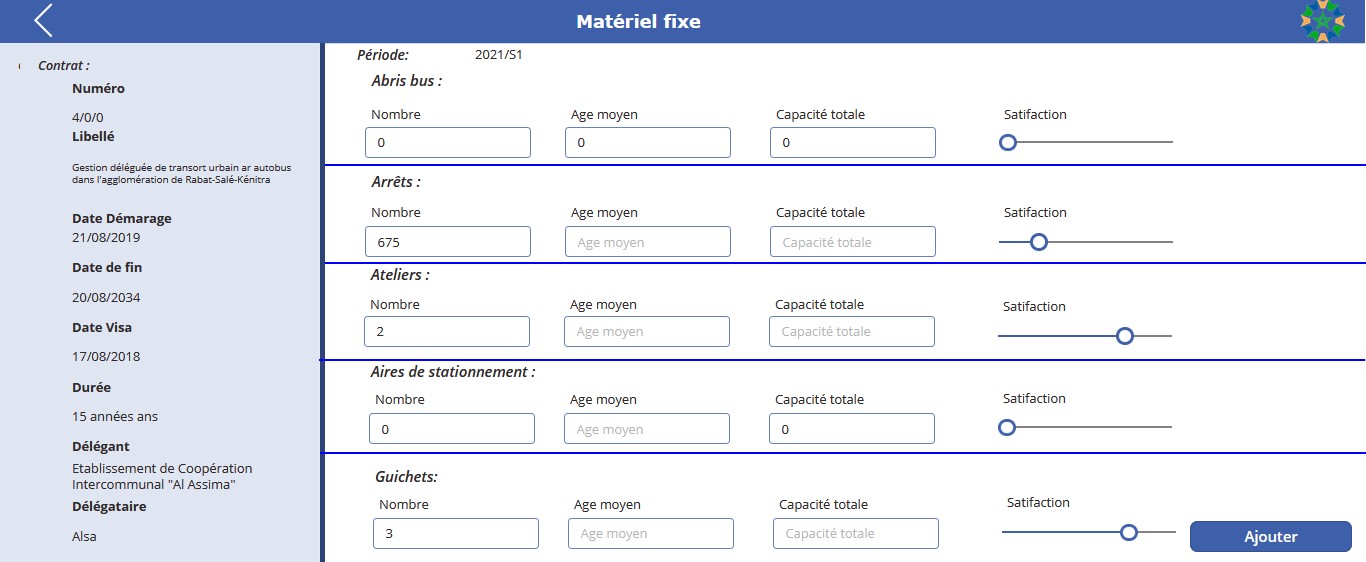 Matériel fixe
Contrat :
Numéro
4/0/0
Libellé
Gestion déléguée de transort urbain ar autobus
dans l'agglomération de Rabat-Salé-Kénitra
Date Démarage
21/08/2019
Date de fin
20/08/2034
Date Visa
17/08/2018
Durée
15 années ans
Délégant
Etablissement de Coopération
Intercommunal "Al Assima"
Délégataire
Alsa
Période: 2021/S1
Abris bus :
Nombre Age moyen Capacité totale Satifaction
0 0 0
Arrêts :
Nombre Age moyen Capacité totale Satifaction
675 Age moyen Capacité totale
Ateliers :
Nombre Age moyen Capacité totale Satifaction
2 Age moyen Capacité totale
Aires de stationnement :
Nombre Age moyen Capacité totale Satifaction
0 Age moyen 0
Guichets:
Nombre Age moyen Capacité totale Satifaction
3 Age moyen Capacité totale
Ajouter